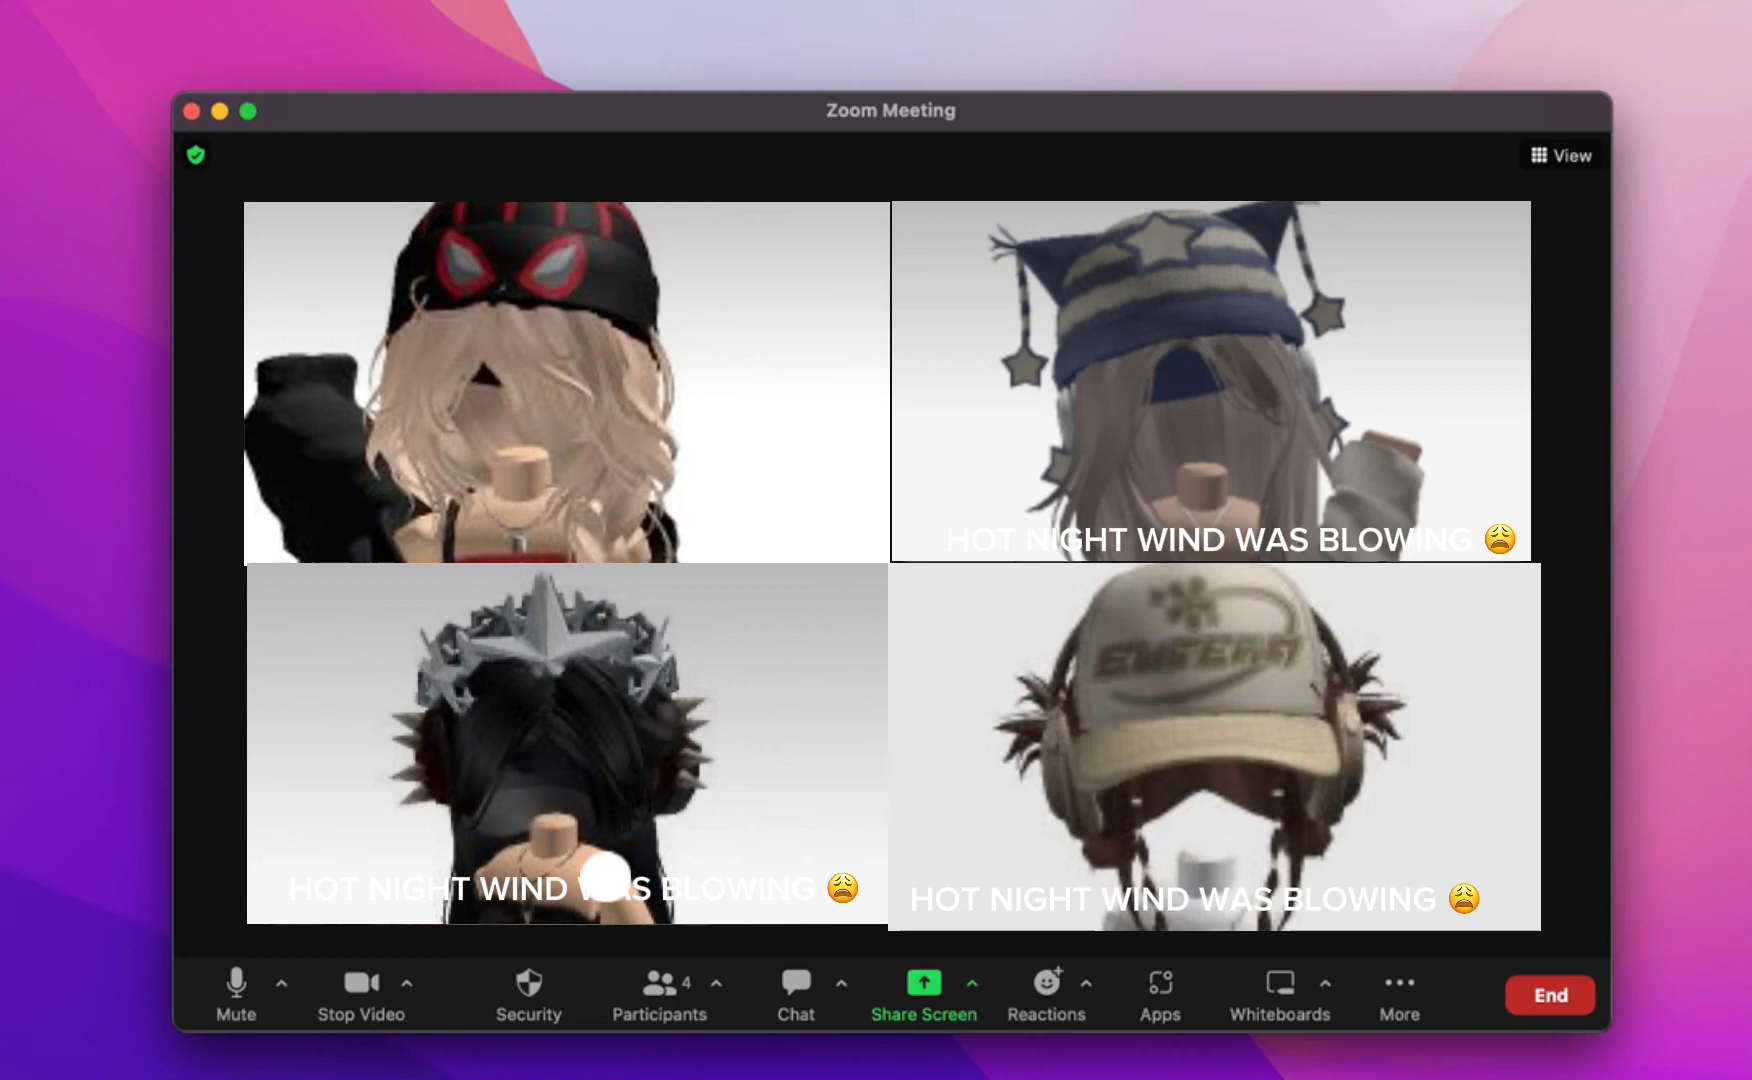 Zoom Meeting
View
HOT NIGHT WIND WAS BLOWING 😩
HOT NIGHT WIND WAS BLOWING 😩
HOT NIGHT WIND WAS BLOWING 😩
Mute
Stop Video
Security
4
Participants
Chat
Share Screen
Reactions
Apps
Whiteboards
More
End